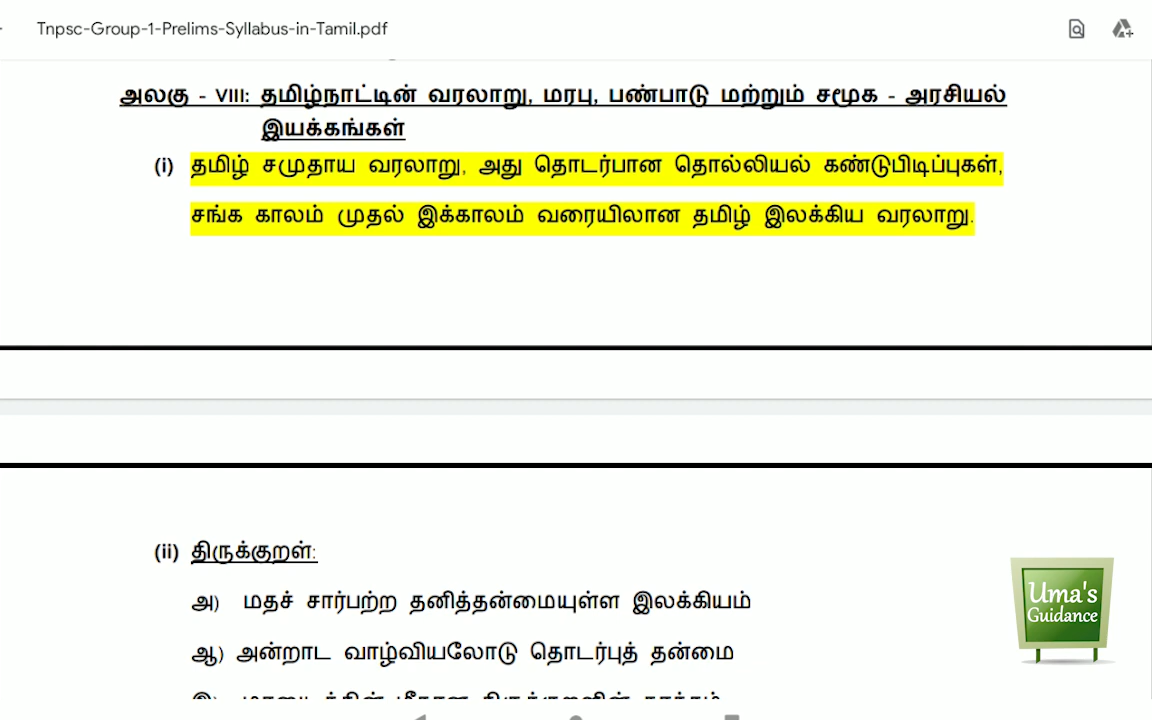 Tnpsc-Group-1-Prelims-Syllabus-in-Tamil.pdf
அலகு - VIII: தமிழ்நாட்டின் வரலாறு, மரபு, பண்பாடு மற்றும் சமூக - அரசியல்
இயக்கங்கள்
(i) தமிழ் சமுதாய வரலாறு, அது தொடர்பான தொல்லியல் கண்டுபிடிப்புகள்,
சங்க காலம் முதல் இக்காலம் வரையிலான தமிழ் இலக்கிய வரலாறு.
(ii) திருக்குறள்:
அ) மதச் சார்பற்ற தனித்தன்மையுள்ள இலக்கியம்
Uma's
Guidance
ஆ) அன்றாட வாழ்வியலோடு தொடர்புத் தன்மை